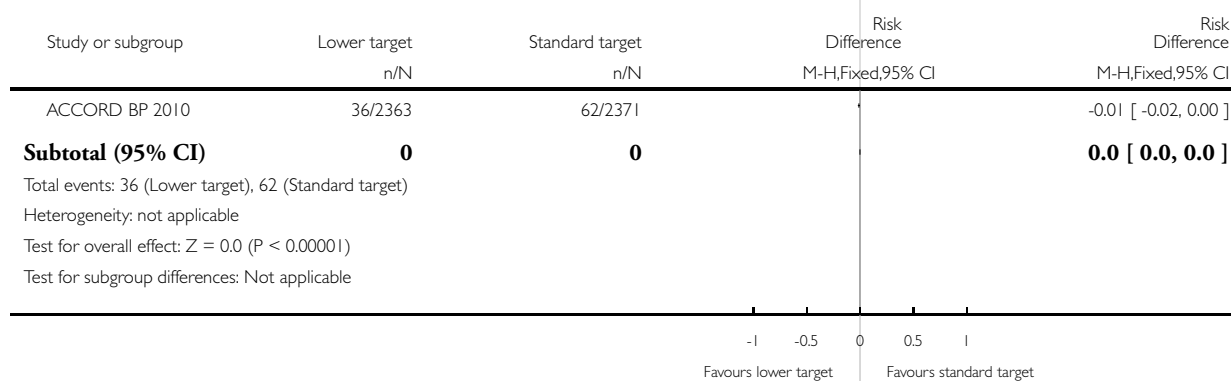 Study or subgroup Lower target Standard target Risk Difference Risk Difference
n/N n/N M-H,Fixed,95% CI M-H,Fixed,95% CI
ACCORD BP 2010 36/2363 62/2371 -0.01 [ -0.02, 0.00 ]
Subtotal (95% CI) 0 0 0.0 [ 0.0, 0.0 ]
Total events: 36 (Lower target), 62 (Standard target)
Heterogeneity: not applicable
Test for overall effect: Z = 0.0 (P < 0.00001)
Test for subgroup differences: Not applicable
-1 -0.5 0 0.5 1
Favours lower target Favours standard target